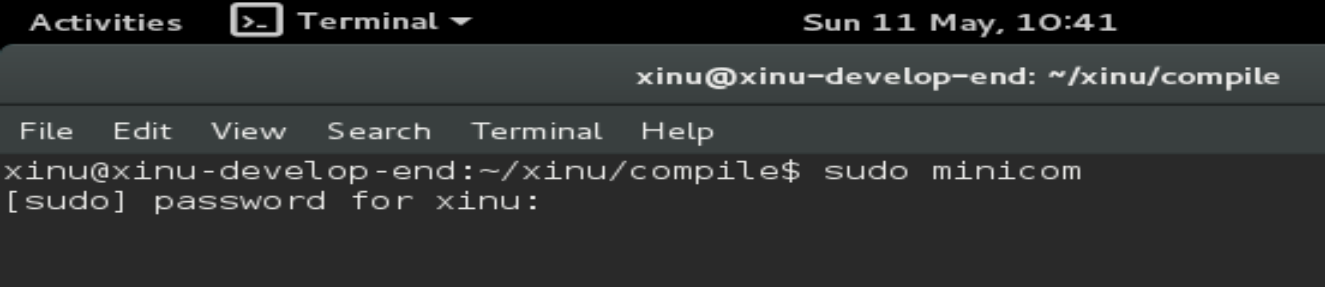 Activities >_ Terminal Sun 11 May, 10:41
xinu@xinu-develop-end: ~/xinu/compile
File Edit View Search Terminal Help
xinu@xinu-develop-end:~/xinu/compile$ sudo minicom
[sudo] password for xinu: